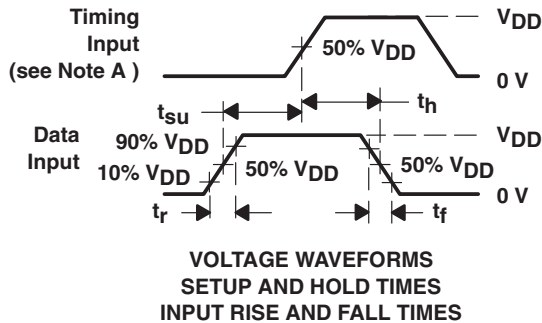 Timing
Input
(see Note A )
VDD
50% VDD
0 V
tsu
th
Data
Input
VDD
90% VDD
10% VDD
50% VDD
50% VDD
0 V
tr
tf
VOLTAGE WAVEFORMS
SETUP AND HOLD TIMES
INPUT RISE AND FALL TIMES